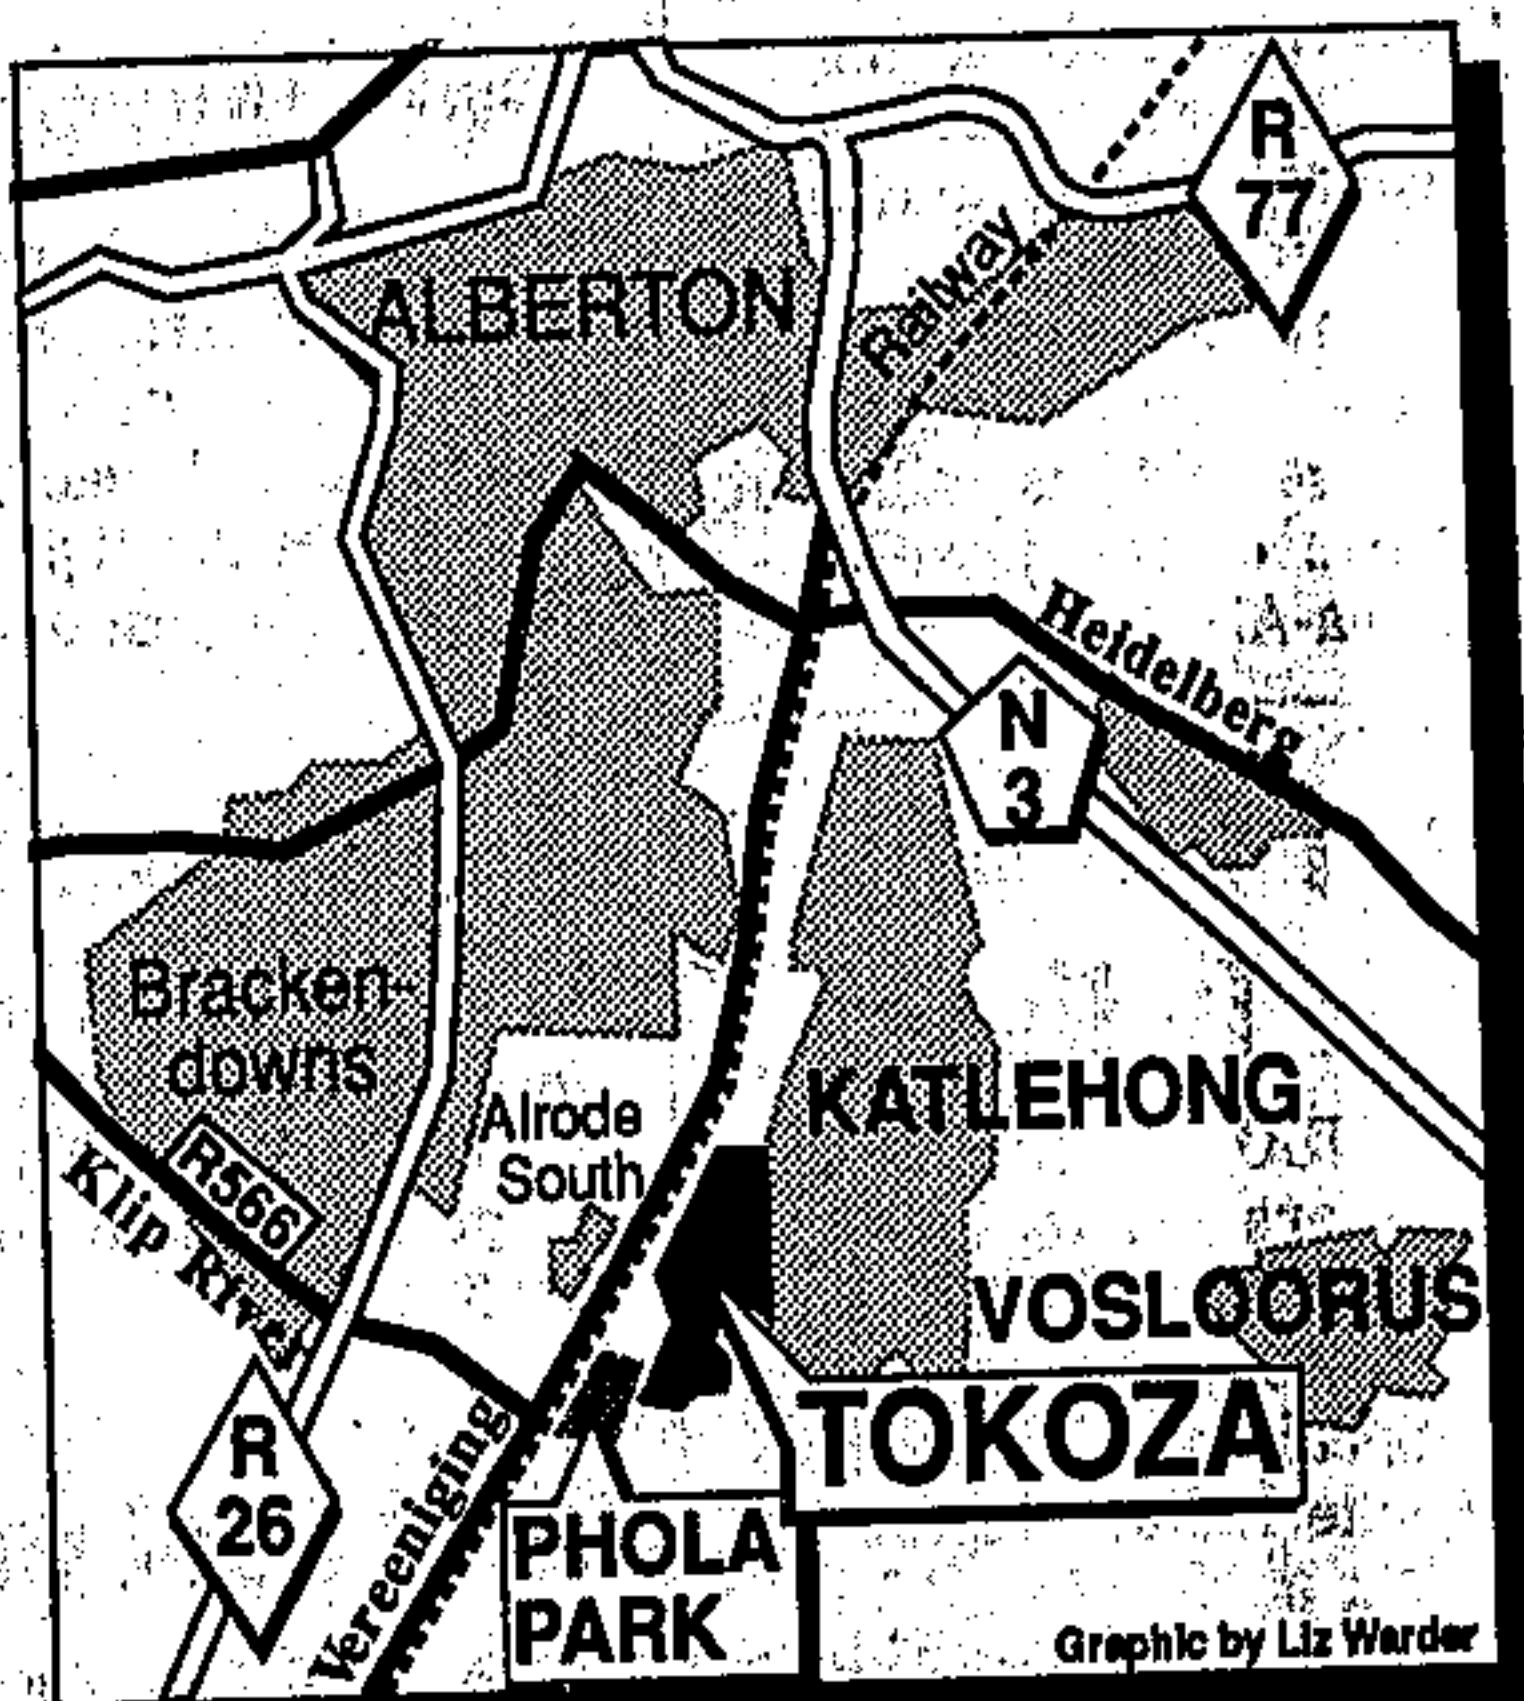 R
77
Railway
ALBERTON
Heidelberg
N
3
Bracken-
downs
KATLEHONG
Alrode
South
R566
Klip River
VOSLOORUS
TOKOZA
R
26
Vereeniging
PHOLA
PARK
Graphic by Liz Warder